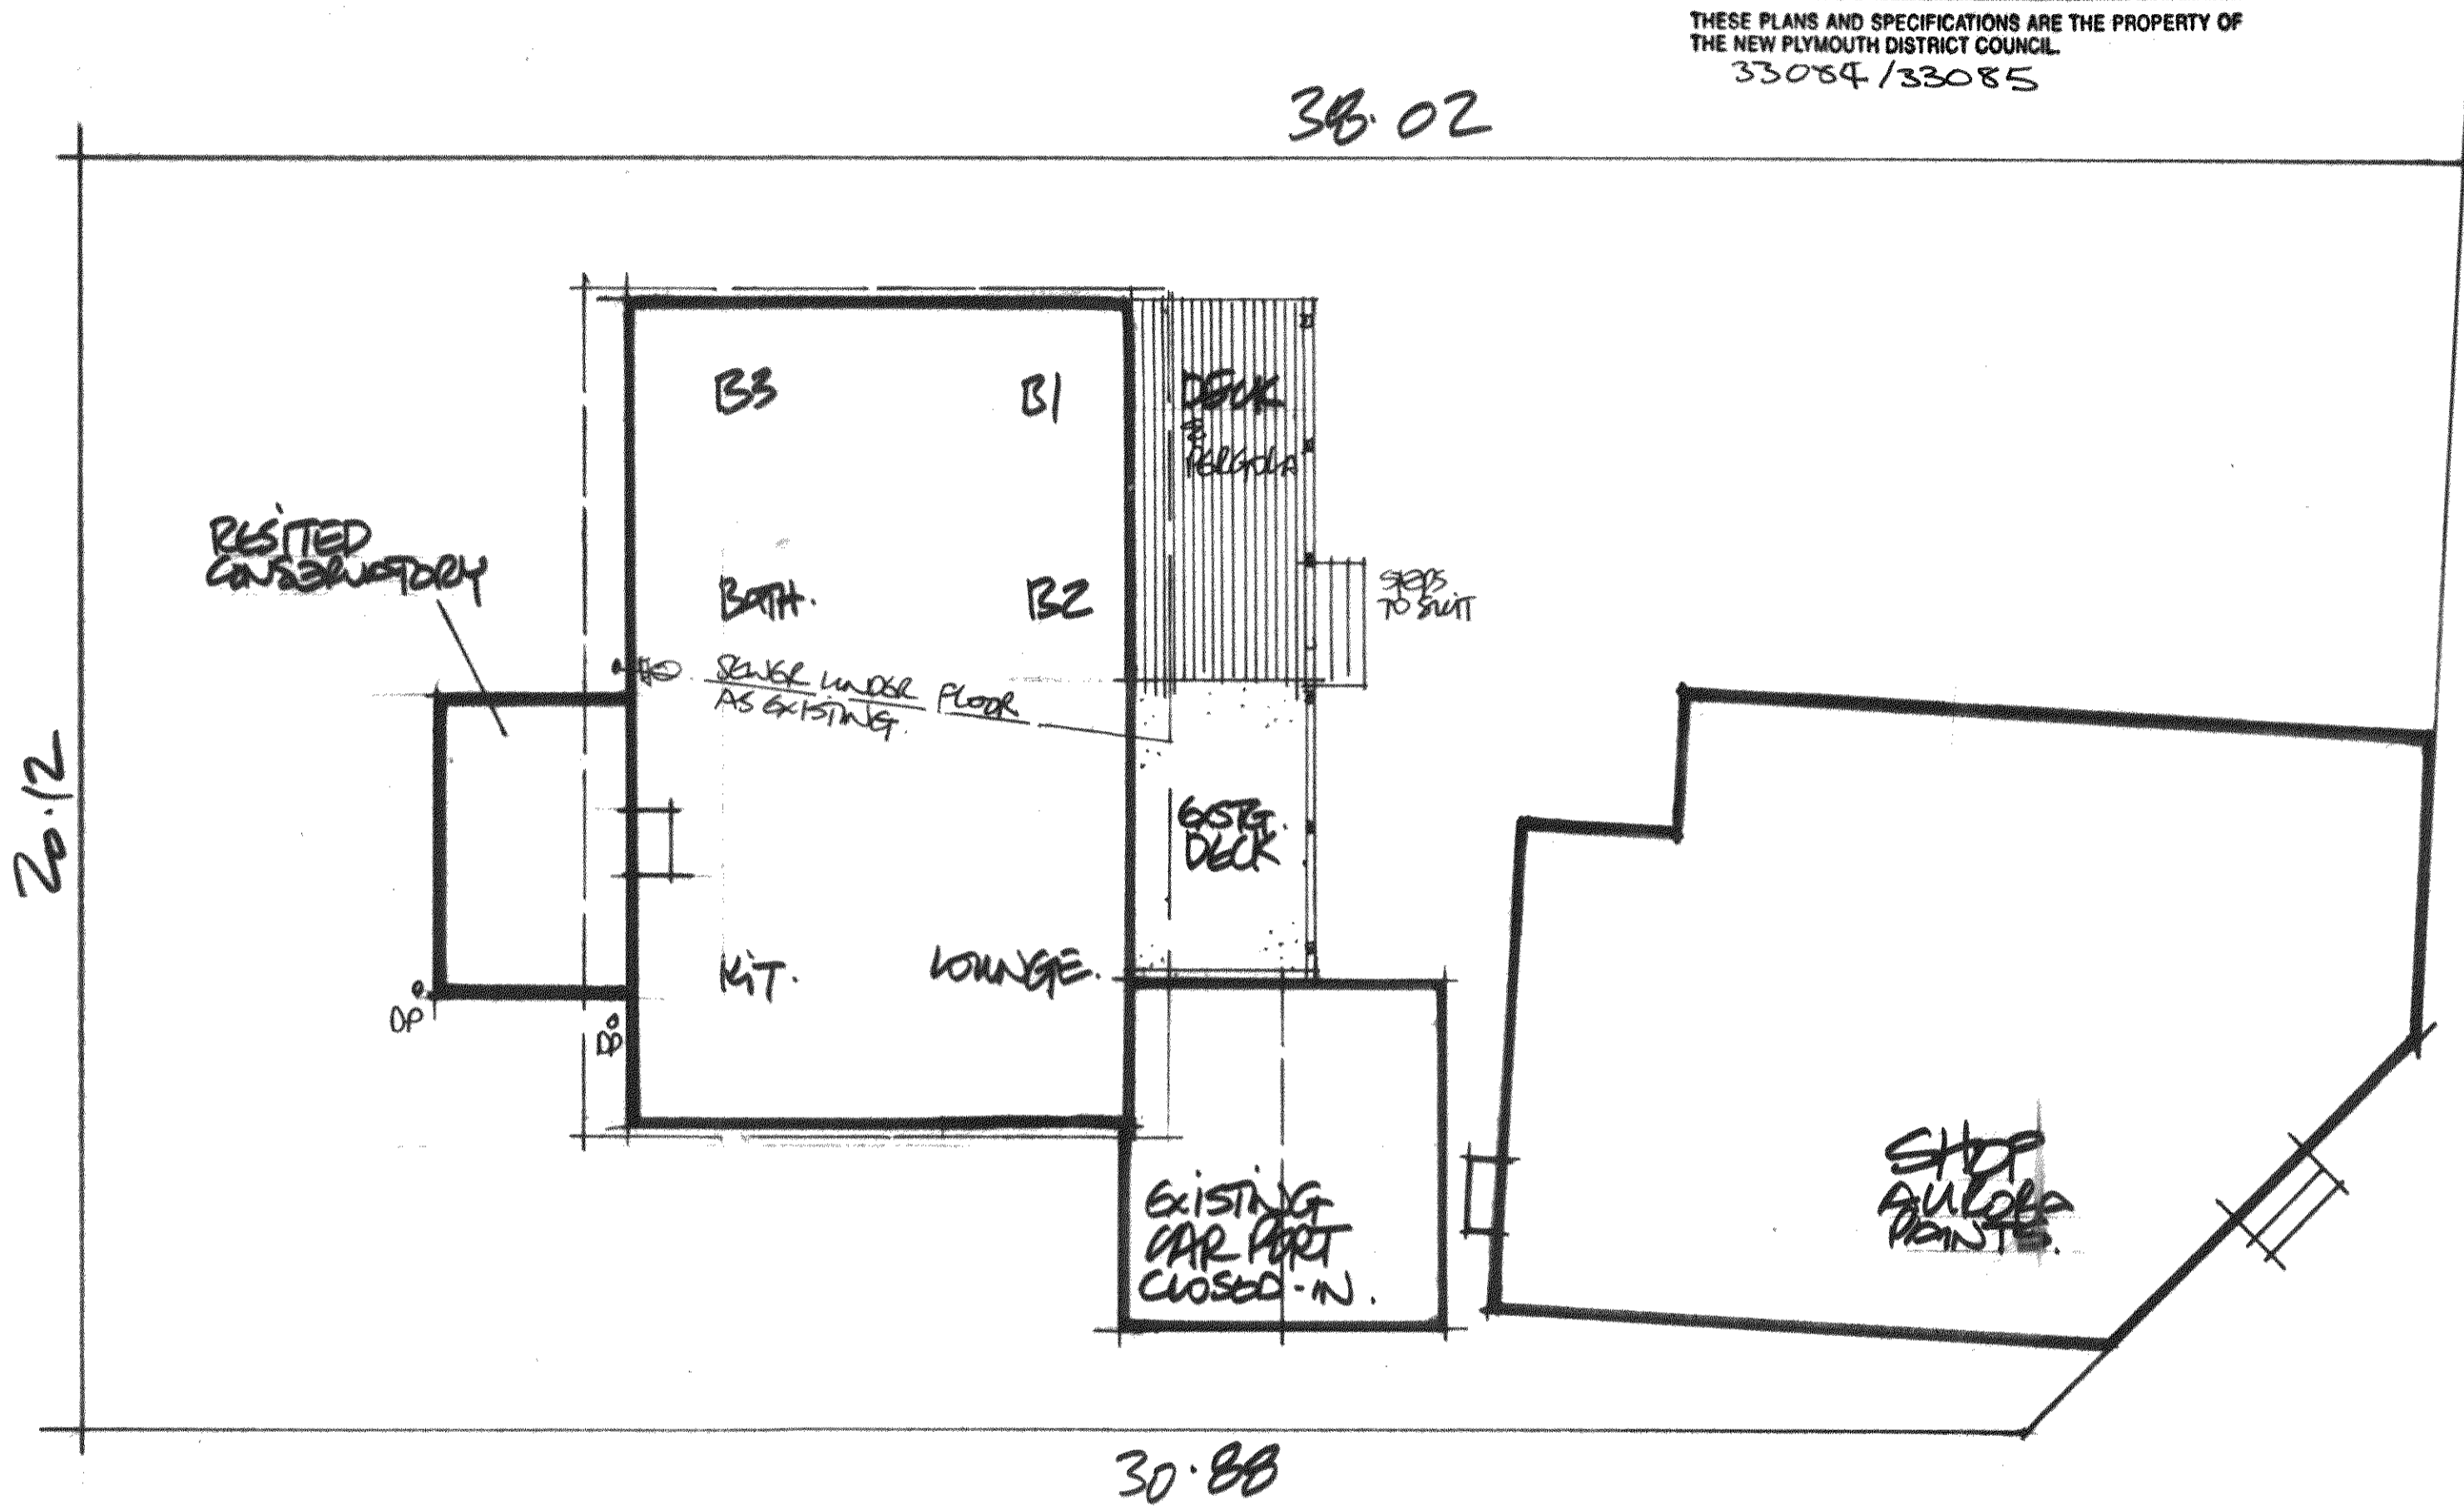 THESE PLANS AND SPECIFICATIONS ARE THE PROPERTY OF
THE NEW PLYMOUTH DISTRICT COUNCIL.
33084/33085
38.02
B3
B1
DECK
&
PERGOLA
RESITED
CONSERVATORY
BATH.
B2
STEPS
TO SUIT
SEWER UNDER FLOOR
AS EXISTING.
20.12
EXSTG.
DECK
KIT.
LOUNGE.
DP
DP
EXISTING
CAR PORT
CLOSED-IN.
SHOP
AURORA
PAINTS.
30.88